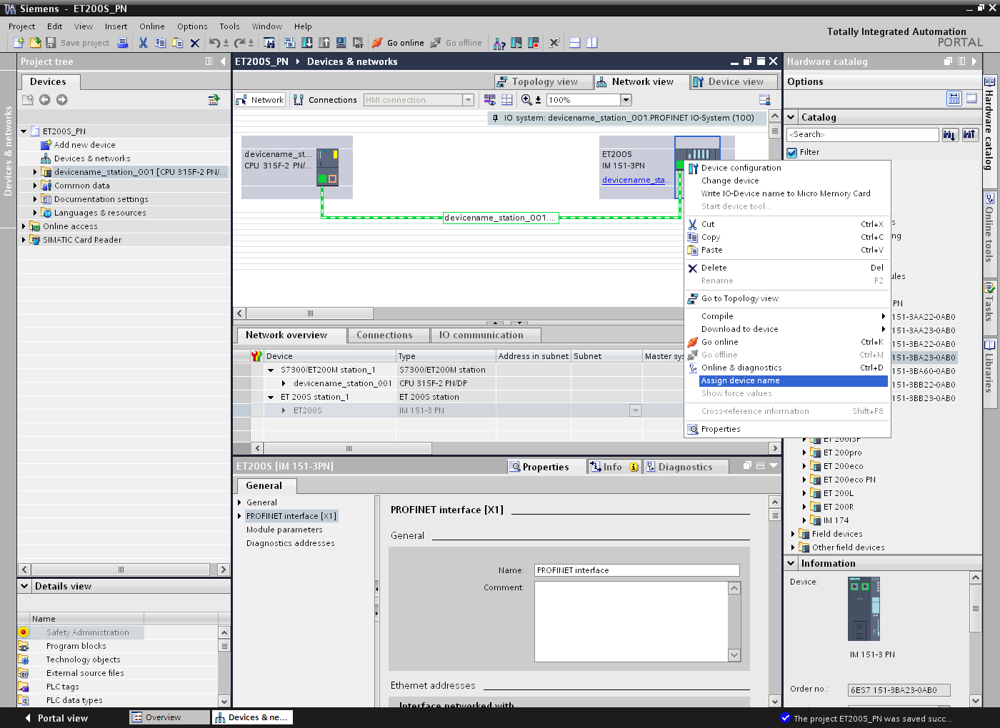 Siemens - ET200S_PN
Project Edit View Insert Online Options Tools Window Help
Totally Integrated Automation
PORTAL
Save project
Go online
Go offline
Project tree
ET200S_PN
Devices & networks
Hardware catalog
Devices
Topology view
Network view
Device view
Options
Network
Connections
HMI connection
100%
IO system: devicename_station_001.PROFINET IO-System (100)
Catalog
<Search>
Filter
ET200S_PN
Add new device
Devices & networks
devicename_station_001 [CPU 315F-2 PN/...
Common data
Documentation settings
Languages & resources
Online access
SIMATIC Card Reader
devicename_st...
CPU 315F-2 PN/...
ET200S
IM 151-3PN
devicename_sta...
devicename_station_001....
Device configuration
Change device
Write IO-Device name to Micro Memory Card
Start device tool...
Cut Ctrl+X
Copy Ctrl+C
Paste Ctrl+V
Delete Del
Rename F2
Go to Topology view
Compile
Download to device
Go online Ctrl+K
Go offline Ctrl+M
Online & diagnostics Ctrl+D
Assign device name
Show force values
Cross-reference information Shift+F8
Properties
s
ng
ules
PN
151-3AA22-0AB0
151-3AA23-0AB0
151-3BA22-0AB0
151-3BA23-0AB0
151-3BA60-0AB0
151-3BB22-0AB0
151-3BB23-0AB0
ET 200iSP
ET 200pro
ET 200eco
ET 200eco PN
ET 200L
ET 200R
IM 174
Field devices
Other field devices
Network overview
Connections
IO communication
Device Type Address in subnet Subnet Master sys
S7300/ET200M station_1 S7300/ET200M station
devicename_station_001 CPU 315F-2 PN/DP
ET 200S station_1 ET 200S station
ET200S IM 151-3 PN
ET200S [IM 151-3PN]
Properties
Info
Diagnostics
General
General
PROFINET interface [X1]
Module parameters
Diagnostics addresses
PROFINET interface [X1]
General
Name: PROFINET interface
Comment:
Ethernet addresses
Interface networked with
Details view
Name
Safety Administration
Program blocks
Technology objects
External source files
PLC tags
PLC data types
Information
Device:
IM 151-3 PN
Order no.: 6ES7 151-3BA23-0AB0
Devices & networks
Hardware catalog
Online tools
Tasks
Libraries
Portal view
Overview
Devices & ne...
The project ET200S_PN was saved succ...